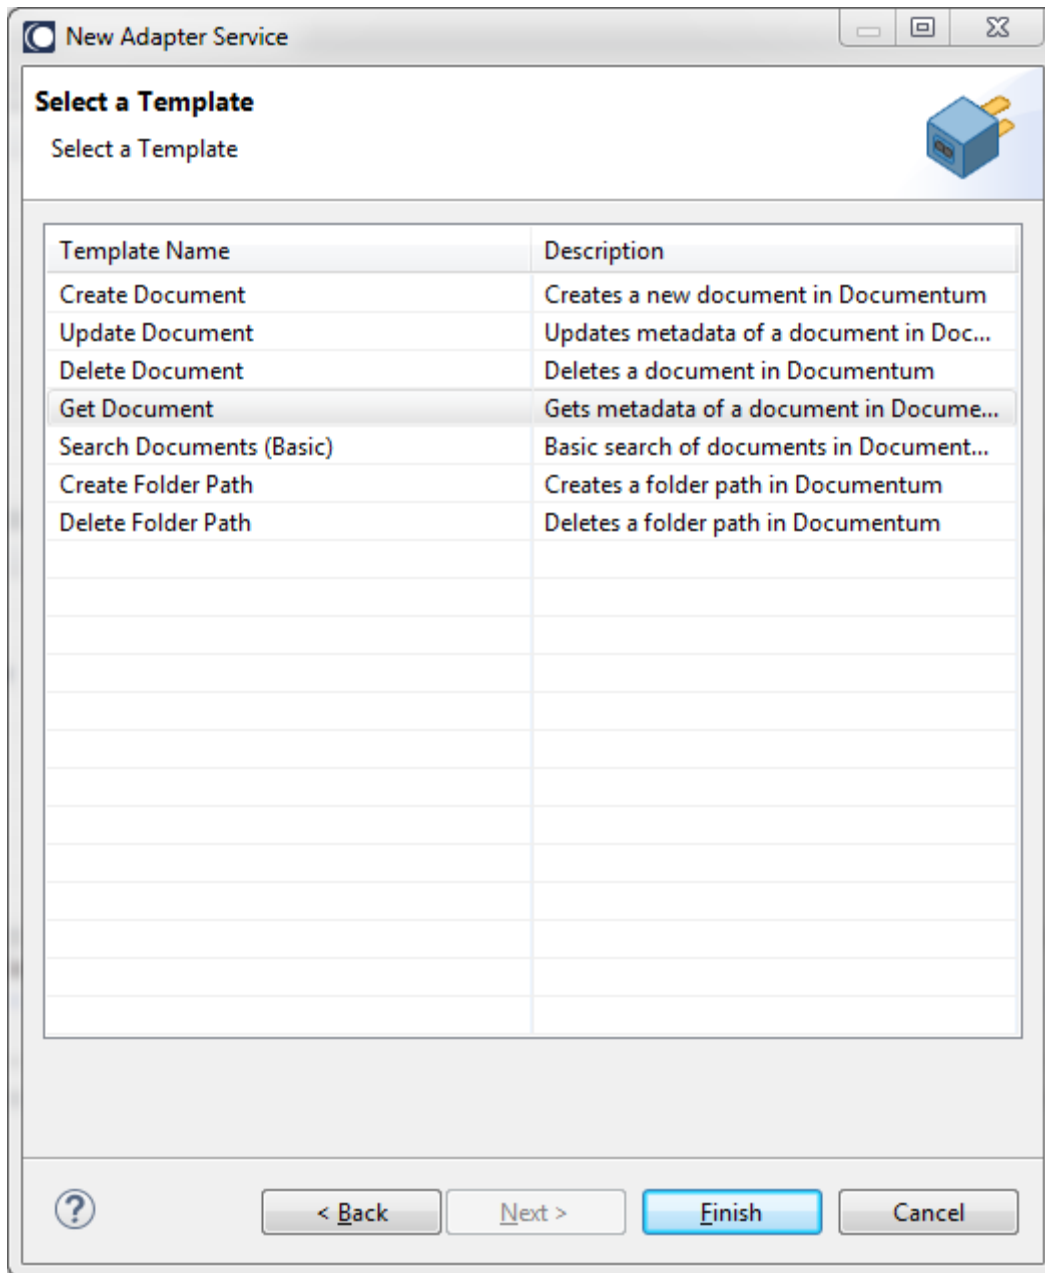 New Adapter Service
Select a Template
Select a Template
Template Name Description
Create Document Creates a new document in Documentum
Update Document Updates metadata of a document in Doc...
Delete Document Deletes a document in Documentum
Get Document Gets metadata of a document in Docume...
Search Documents (Basic) Basic search of documents in Document...
Create Folder Path Creates a folder path in Documentum
Delete Folder Path Deletes a folder path in Documentum
? < Back Next > Finish Cancel